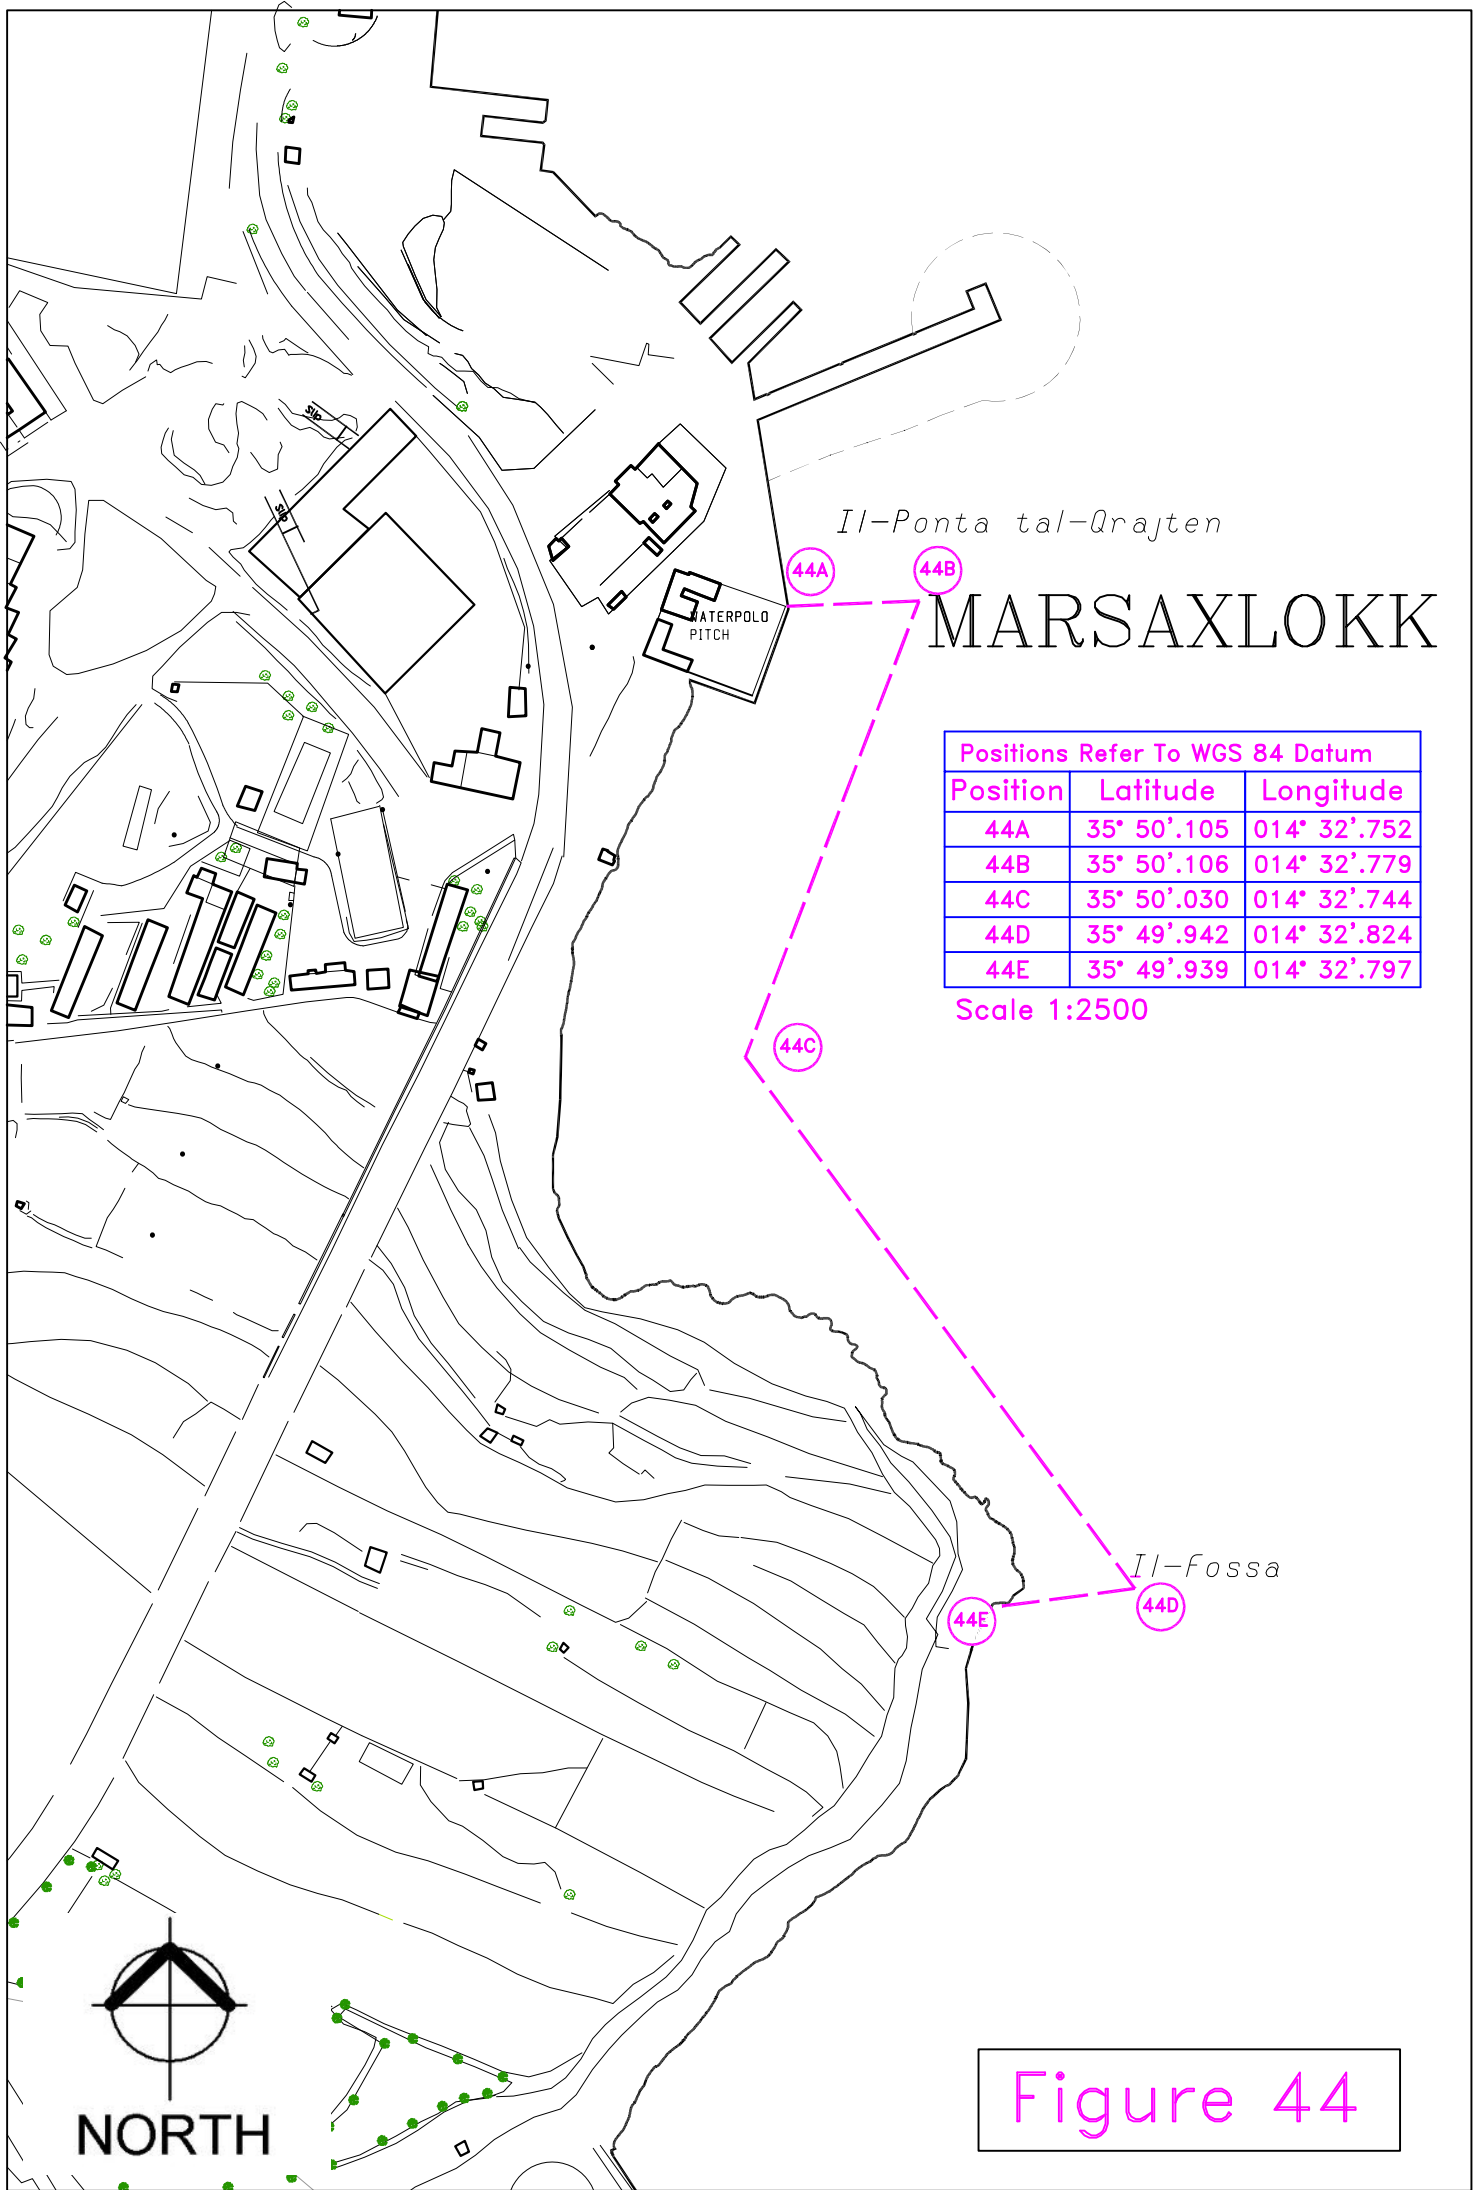 Slip
Slip
Il-Ponta tal-Qrajten
44A
44B
MARSAXLOKK
WATERPOLO
PITCH
Positions Refer To WGS 84 Datum
Position Latitude Longitude
44A 35° 50'.105 014° 32'.752
44B 35° 50'.106 014° 32'.779
44C 35° 50'.030 014° 32'.744
44D 35° 49'.942 014° 32'.824
44E 35° 49'.939 014° 32'.797
Scale 1:2500
44C
Il-Fossa
44E
44D
NORTH
Figure 44